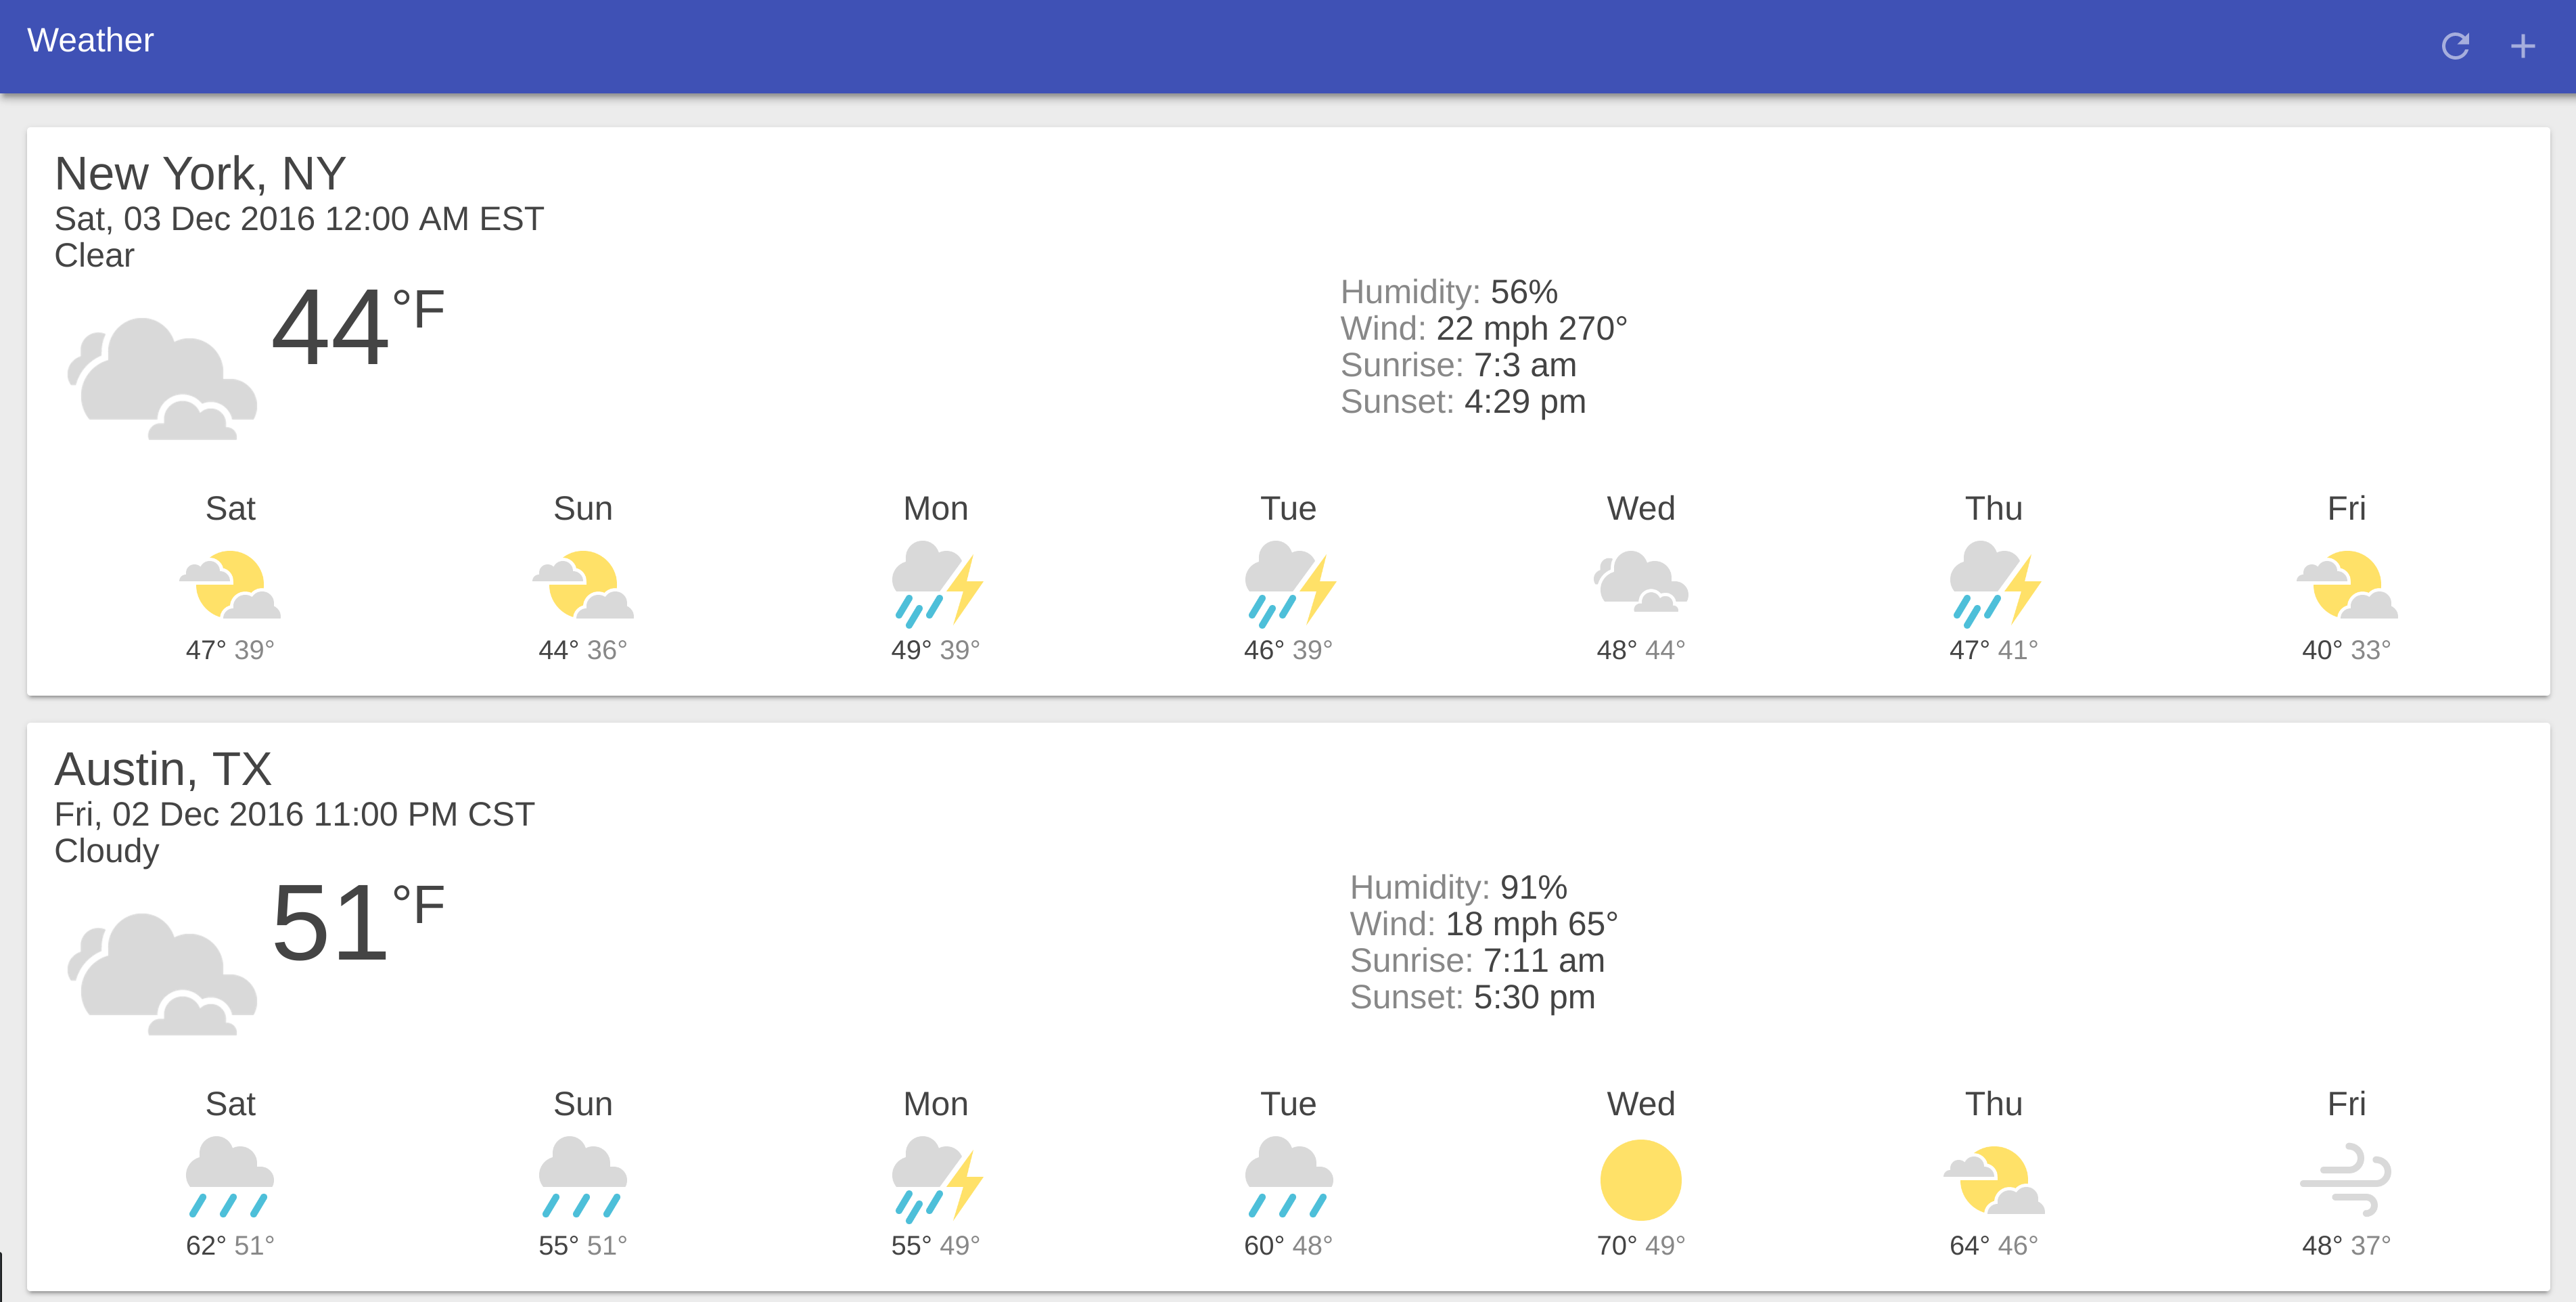 Weather
New York, NY
Sat, 03 Dec 2016 12:00 AM EST
Clear
44°F
Humidity: 56%
Wind: 22 mph 270°
Sunrise: 7:3 am
Sunset: 4:29 pm
Sat Sun Mon Tue Wed Thu Fri
47° 39° 44° 36° 49° 39° 46° 39° 48° 44° 47° 41° 40° 33°
Austin, TX
Fri, 02 Dec 2016 11:00 PM CST
Cloudy
51°F
Humidity: 91%
Wind: 18 mph 65°
Sunrise: 7:11 am
Sunset: 5:30 pm
Sat Sun Mon Tue Wed Thu Fri
62° 51° 55° 51° 55° 49° 60° 48° 70° 49° 64° 46° 48° 37°